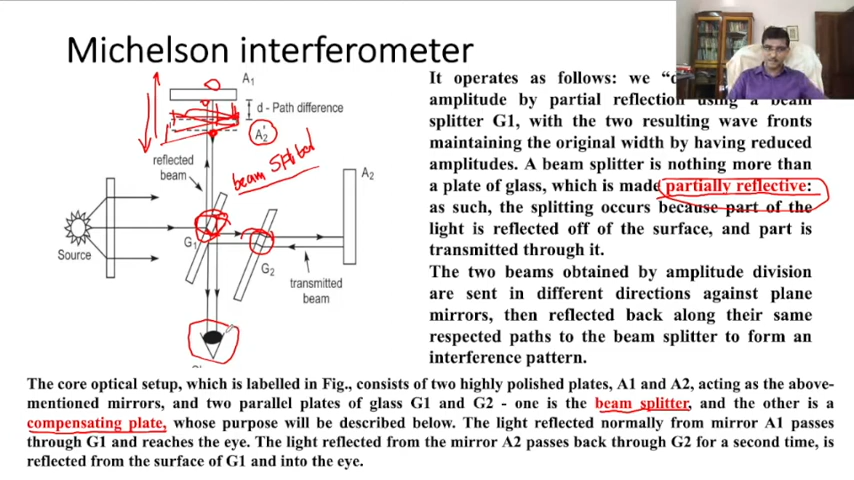 Michelson interferometer
A1
d - Path difference
A2'
reflected
beam
beam
A2
Source
G1
G2
transmitted
beam
It operates as follows: we "d
amplitude by partial reflection using a beam
splitter G1, with the two resulting wave fronts
maintaining the original width by having reduced
amplitudes. A beam splitter is nothing more than
a plate of glass, which is made partially reflective:
as such, the splitting occurs because part of the
light is reflected off of the surface, and part is
transmitted through it.
The two beams obtained by amplitude division
are sent in different directions against plane
mirrors, then reflected back along their same
respected paths to the beam splitter to form an
interference pattern.
The core optical setup, which is labelled in Fig., consists of two highly polished plates, A1 and A2, acting as the above-
mentioned mirrors, and two parallel plates of glass G1 and G2 - one is the beam splitter, and the other is a
compensating plate, whose purpose will be described below. The light reflected normally from mirror A1 passes
through G1 and reaches the eye. The light reflected from the mirror A2 passes back through G2 for a second time, is
reflected from the surface of G1 and into the eye.